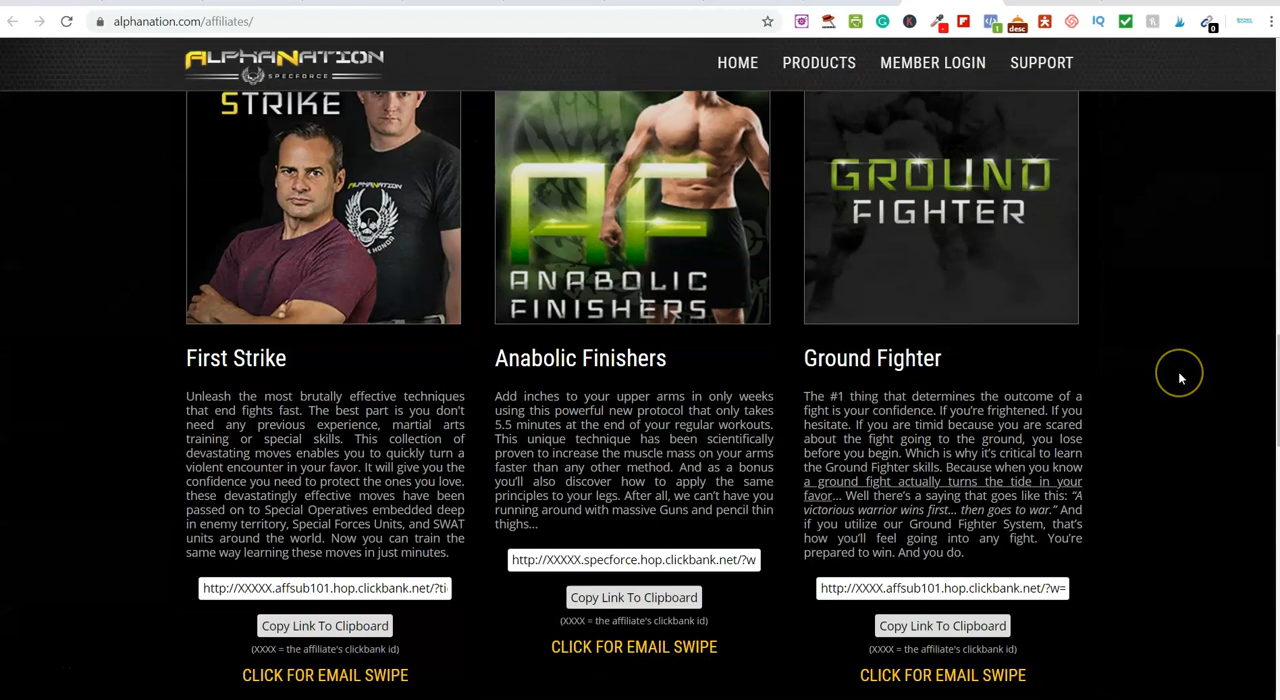 alphanation.com/affiliates/
1
desc
0
ALPHANATION
SPECFORCE
HOME PRODUCTS MEMBER LOGIN SUPPORT
STRIKE
ALPHANATION
AF
ANABOLIC
FINISHERS
GROUND
FIGHTER
First Strike
Unleash the most brutally effective techniques
that end fights fast. The best part is you don't
need any previous experience, martial arts
training or special skills. This collection of
devastating moves enables you to quickly turn a
violent encounter in your favor. It will give you the
confidence you need to protect the ones you love.
these devastatingly effective moves have been
passed on to Special Operatives embedded deep
in enemy territory, Special Forces Units, and SWAT
units around the world. Now you can train the
same way learning these moves in just minutes.
http://XXXXX.affsub101.hop.clickbank.net/?ti
Copy Link To Clipboard
(XXXX = the affiliate's clickbank id)
CLICK FOR EMAIL SWIPE
Anabolic Finishers
Add inches to your upper arms in only weeks
using this powerful new protocol that only takes
5.5 minutes at the end of your regular workouts.
This unique technique has been scientifically
proven to increase the muscle mass on your arms
faster than any other method. And as a bonus
you'll also discover how to apply the same
principles to your legs. After all, we can't have you
running around with massive Guns and pencil thin
thighs...
http://XXXXX.specforce.hop.clickbank.net/?w
Copy Link To Clipboard
(XXXX = the affiliate's clickbank id)
CLICK FOR EMAIL SWIPE
Ground Fighter
The #1 thing that determines the outcome of a
fight is your confidence. If you're frightened. If you
hesitate. If you are timid because you are scared
about the fight going to the ground, you lose
before you begin. Which is why it's critical to learn
the Ground Fighter skills. Because when you know
a ground fight actually turns the tide in your
favor... Well there's a saying that goes like this: "A
victorious warrior wins first... then goes to war." And
if you utilize our Ground Fighter System, that's
how you'll feel going into any fight. You're
prepared to win. And you do.
http://XXXX.affsub101.hop.clickbank.net/?w=
Copy Link To Clipboard
(XXXX = the affiliate's clickbank id)
CLICK FOR EMAIL SWIPE